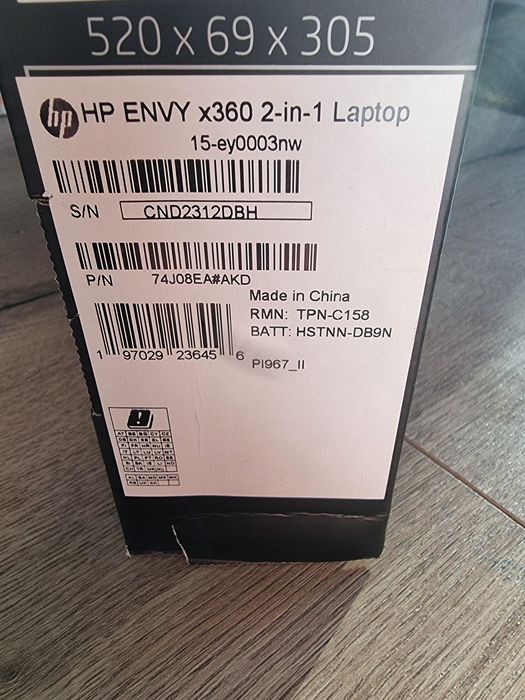 520 x 69 x 305
hp HP ENVY x360 2-in-1 Laptop
15-ey0003nw
S/N CND2312DBH
P/N 74J08EA#AKD
Made in China
RMN: TPN-C158
BATT: HSTNN-DB9N
1 97029 23645 6
PI967_II